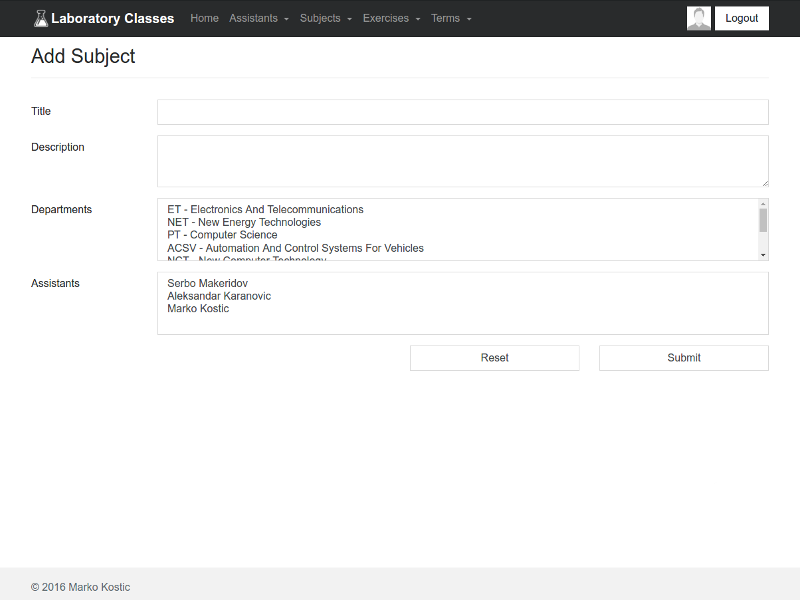 Laboratory Classes Home Assistants Subjects Exercises Terms Logout
Add Subject
Title
Description
Departments
ET - Electronics And Telecommunications
NET - New Energy Technologies
PT - Computer Science
ACSV - Automation And Control Systems For Vehicles
NCT - New Computer Technology
Assistants
Serbo Makeridov
Aleksandar Karanovic
Marko Kostic
Reset Submit
© 2016 Marko Kostic